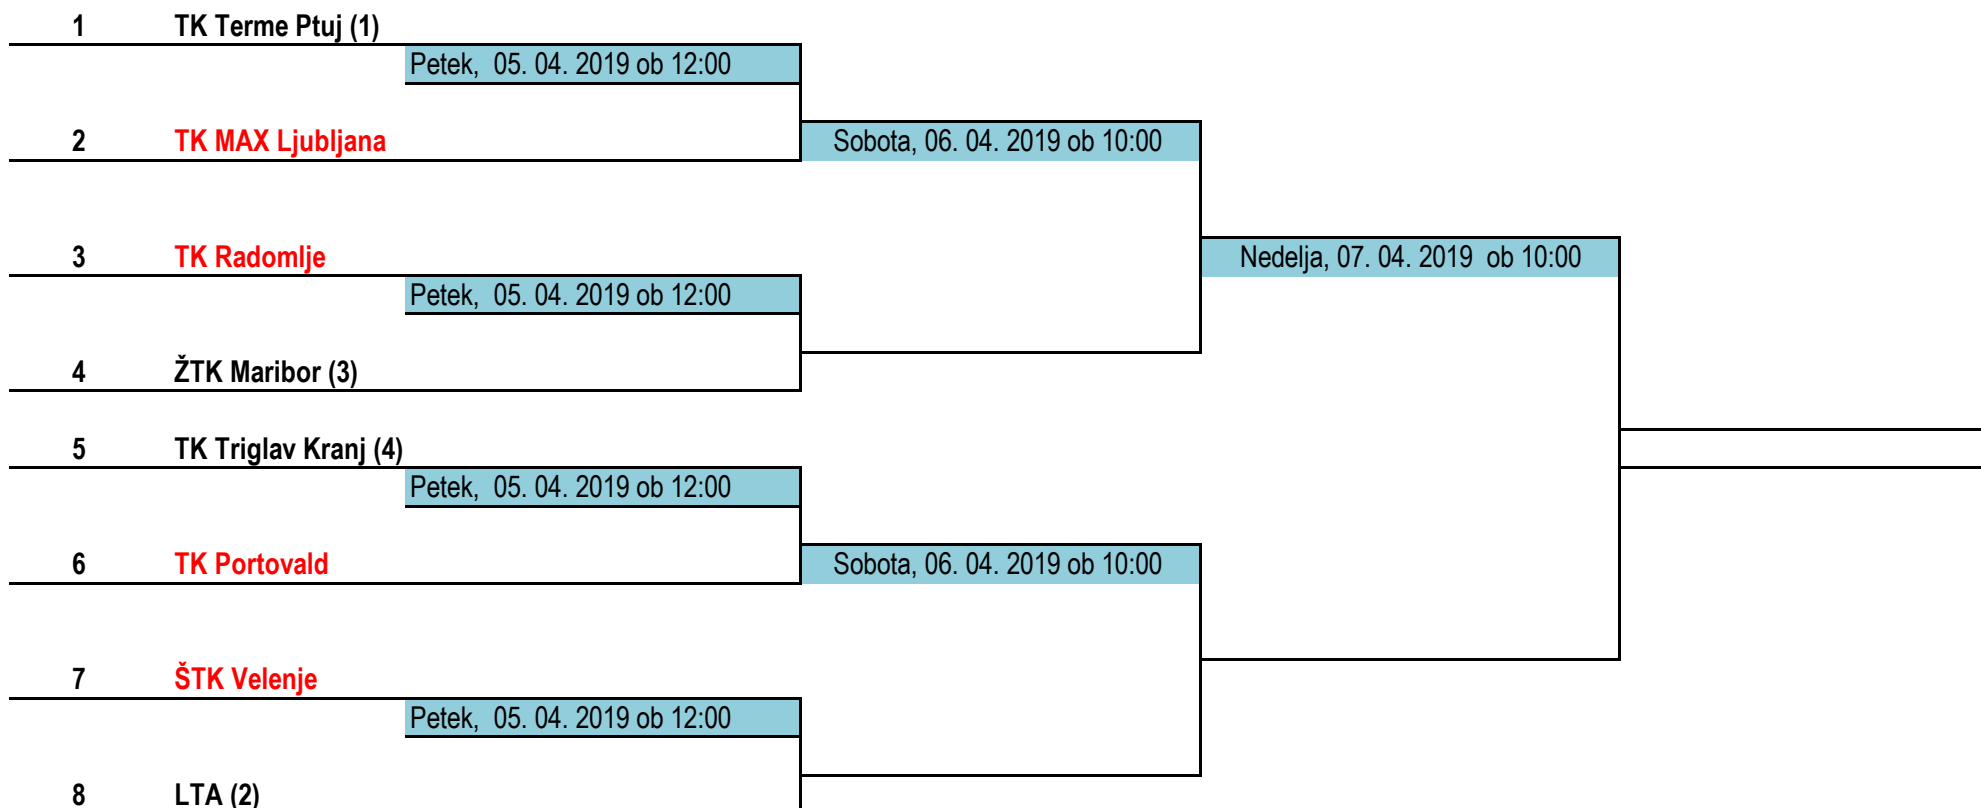 1 TK Terme Ptuj (1)
Petek, 05. 04. 2019 ob 12:00
2 TK MAX Ljubljana
Sobota, 06. 04. 2019 ob 10:00
3 TK Radomlje
Nedelja, 07. 04. 2019 ob 10:00
Petek, 05. 04. 2019 ob 12:00
4 ŽTK Maribor (3)
5 TK Triglav Kranj (4)
Petek, 05. 04. 2019 ob 12:00
6 TK Portovald
Sobota, 06. 04. 2019 ob 10:00
7 ŠTK Velenje
Petek, 05. 04. 2019 ob 12:00
8 LTA (2)